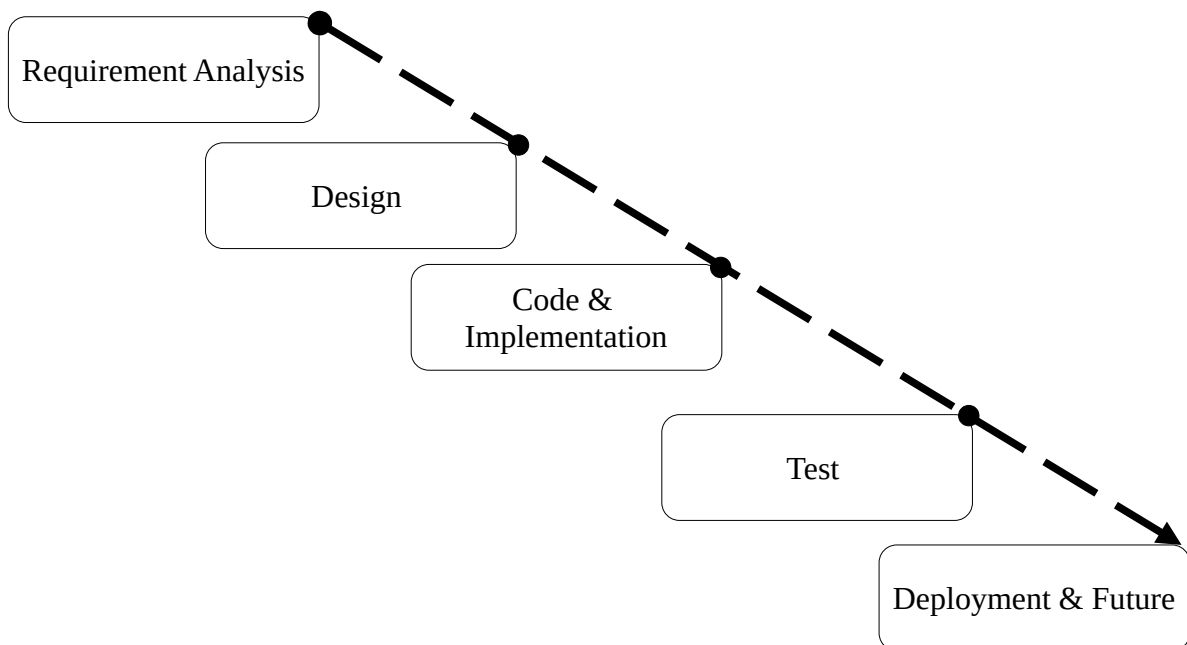 Requirement Analysis
Design
Code &
Implementation
Test
Deployment & Future